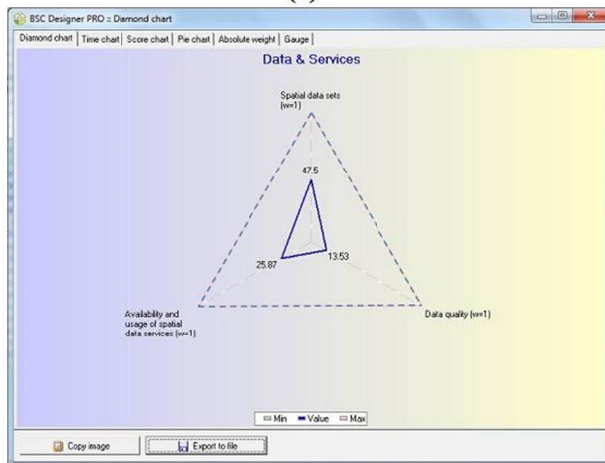 BSC Designer PRO :: Diamond chart
Diamond chart Time chart Score chart Pie chart Absolute weight Gauge
Data & Services
Spatial data sets
(w=1)
47.5
25.87
13.53
Availability and
usage of spatial
data services (w=1)
Data quality (w=1)
Min Value Max
Copy image Export to file